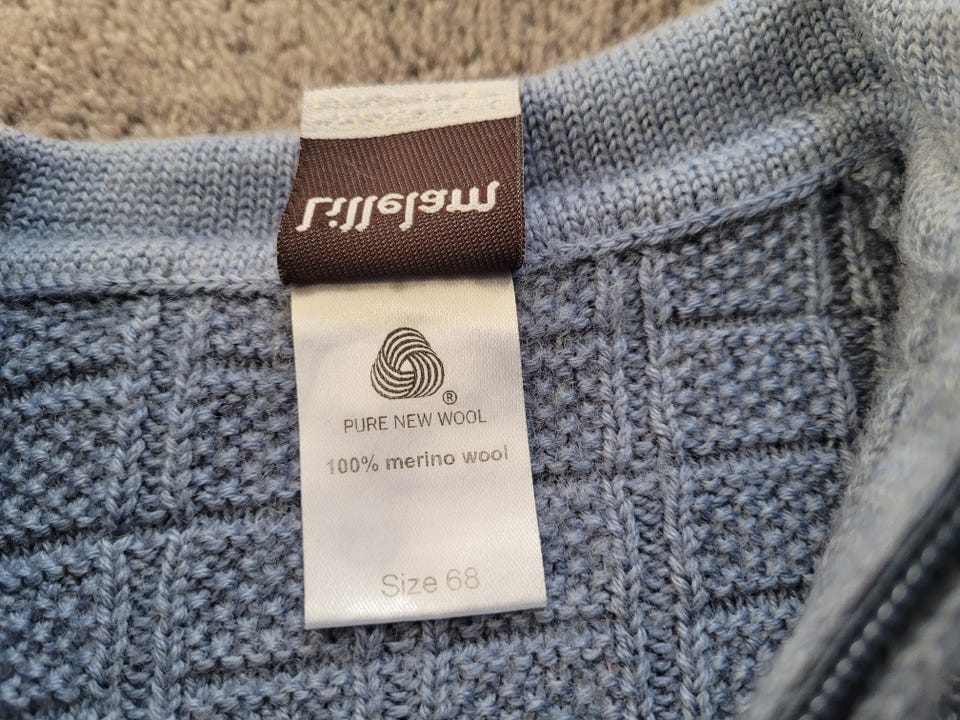 Lillelam
®
PURE NEW WOOL
100% merino wool
Size 68